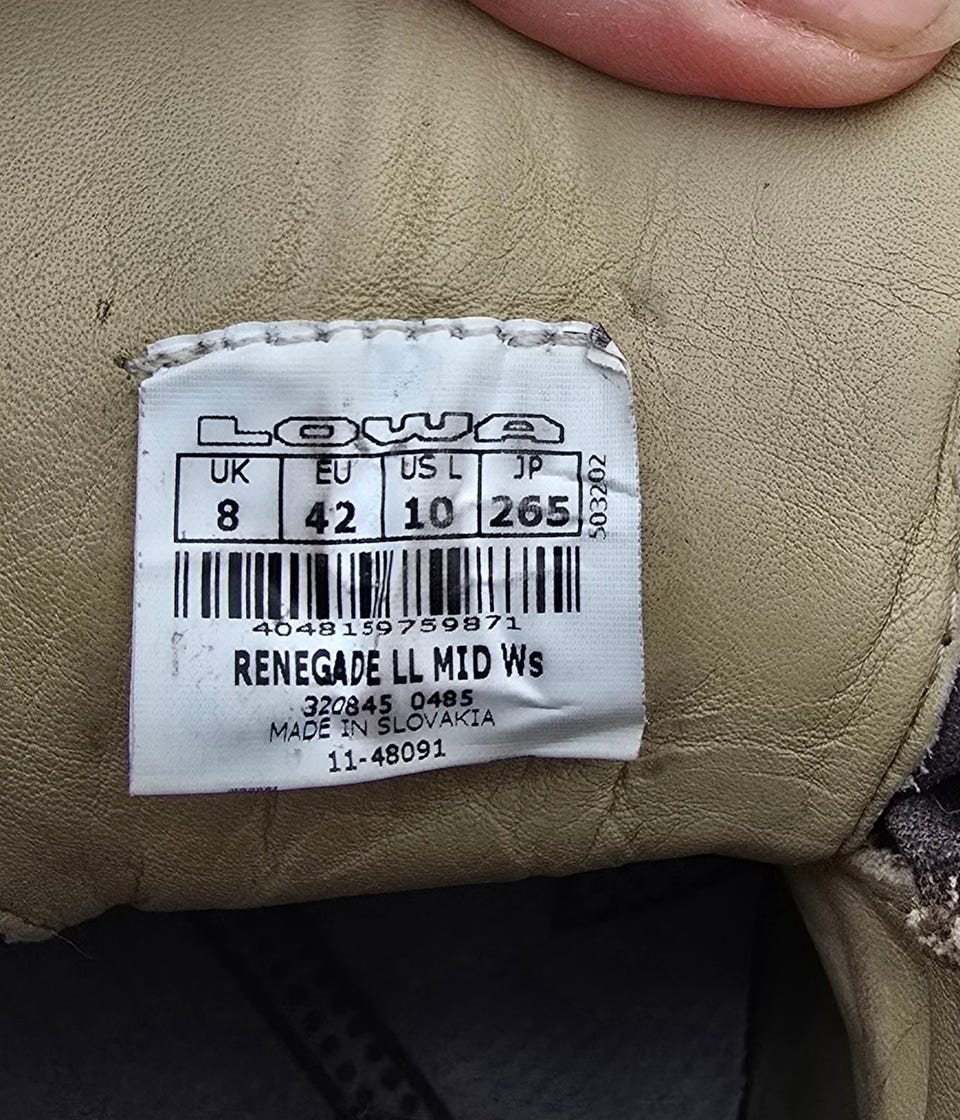 LOWA
UK EU US L JP
8 42 10 265
503202
4048159759871
RENEGADE LL MID Ws
320845 0485
MADE IN SLOVAKIA
11-48091